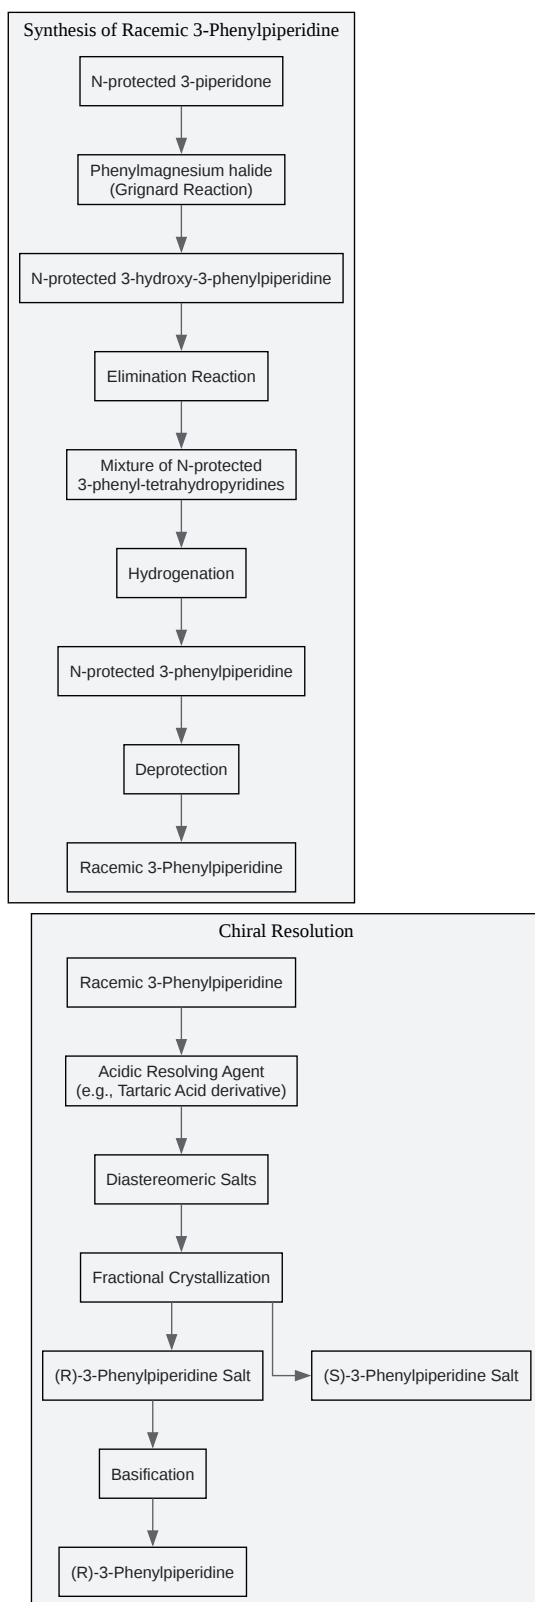 Synthesis of Racemic 3-Phenylpiperidine
N-protected 3-piperidone
Phenylmagnesium halide
(Grignard Reaction)
N-protected 3-hydroxy-3-phenylpiperidine
Elimination Reaction
Mixture of N-protected
3-phenyl-tetrahydropyridines
Hydrogenation
N-protected 3-phenylpiperidine
Deprotection
Racemic 3-Phenylpiperidine
Chiral Resolution
Racemic 3-Phenylpiperidine
Acidic Resolving Agent
(e.g., Tartaric Acid derivative)
Diastereomeric Salts
Fractional Crystallization
(R)-3-Phenylpiperidine Salt
(S)-3-Phenylpiperidine Salt
Basification
(R)-3-Phenylpiperidine